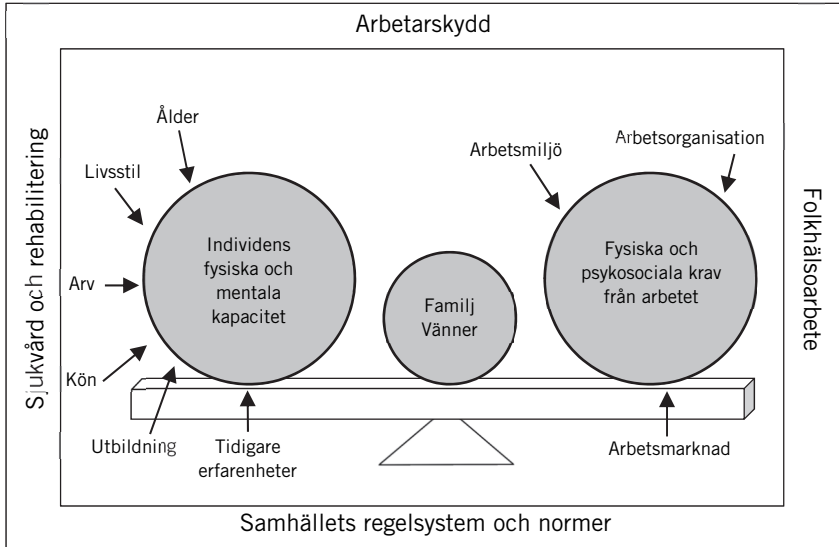 Arbetarskydd
Sjukvård och rehabilitering
Ålder
Livsstil
Arv
Kön
Utbildning
Tidigare
erfarenheter
Individens
fysiska och
mentala
kapacitet
Familj
Vänner
Arbetsmiljö
Arbetsorganisation
Fysiska och
psykosociala krav
från arbetet
Arbetsmarknad
Folkhälsoarbete
Samhällets regelsystem och normer